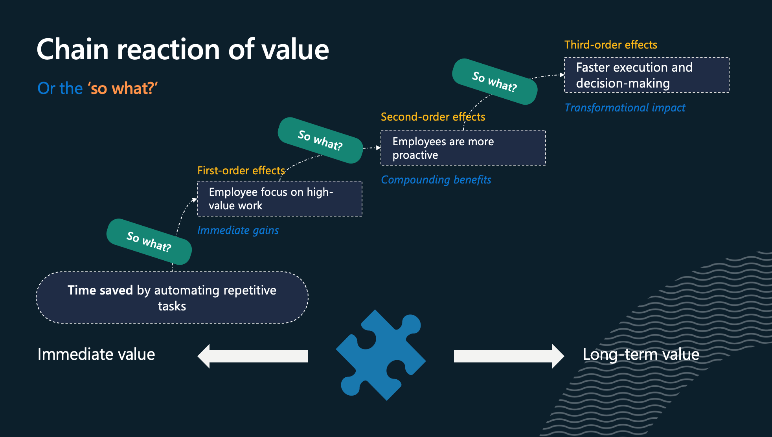 Chain reaction of value
Or the ‘so what?’
Third-order effects
Faster execution and
decision-making
Transformational impact
So what?
Second-order effects
Employees are more
proactive
Compounding benefits
So what?
First-order effects
Employee focus on high-
value work
Immediate gains
So what?
Time saved by automating repetitive
tasks
Immediate value
Long-term value